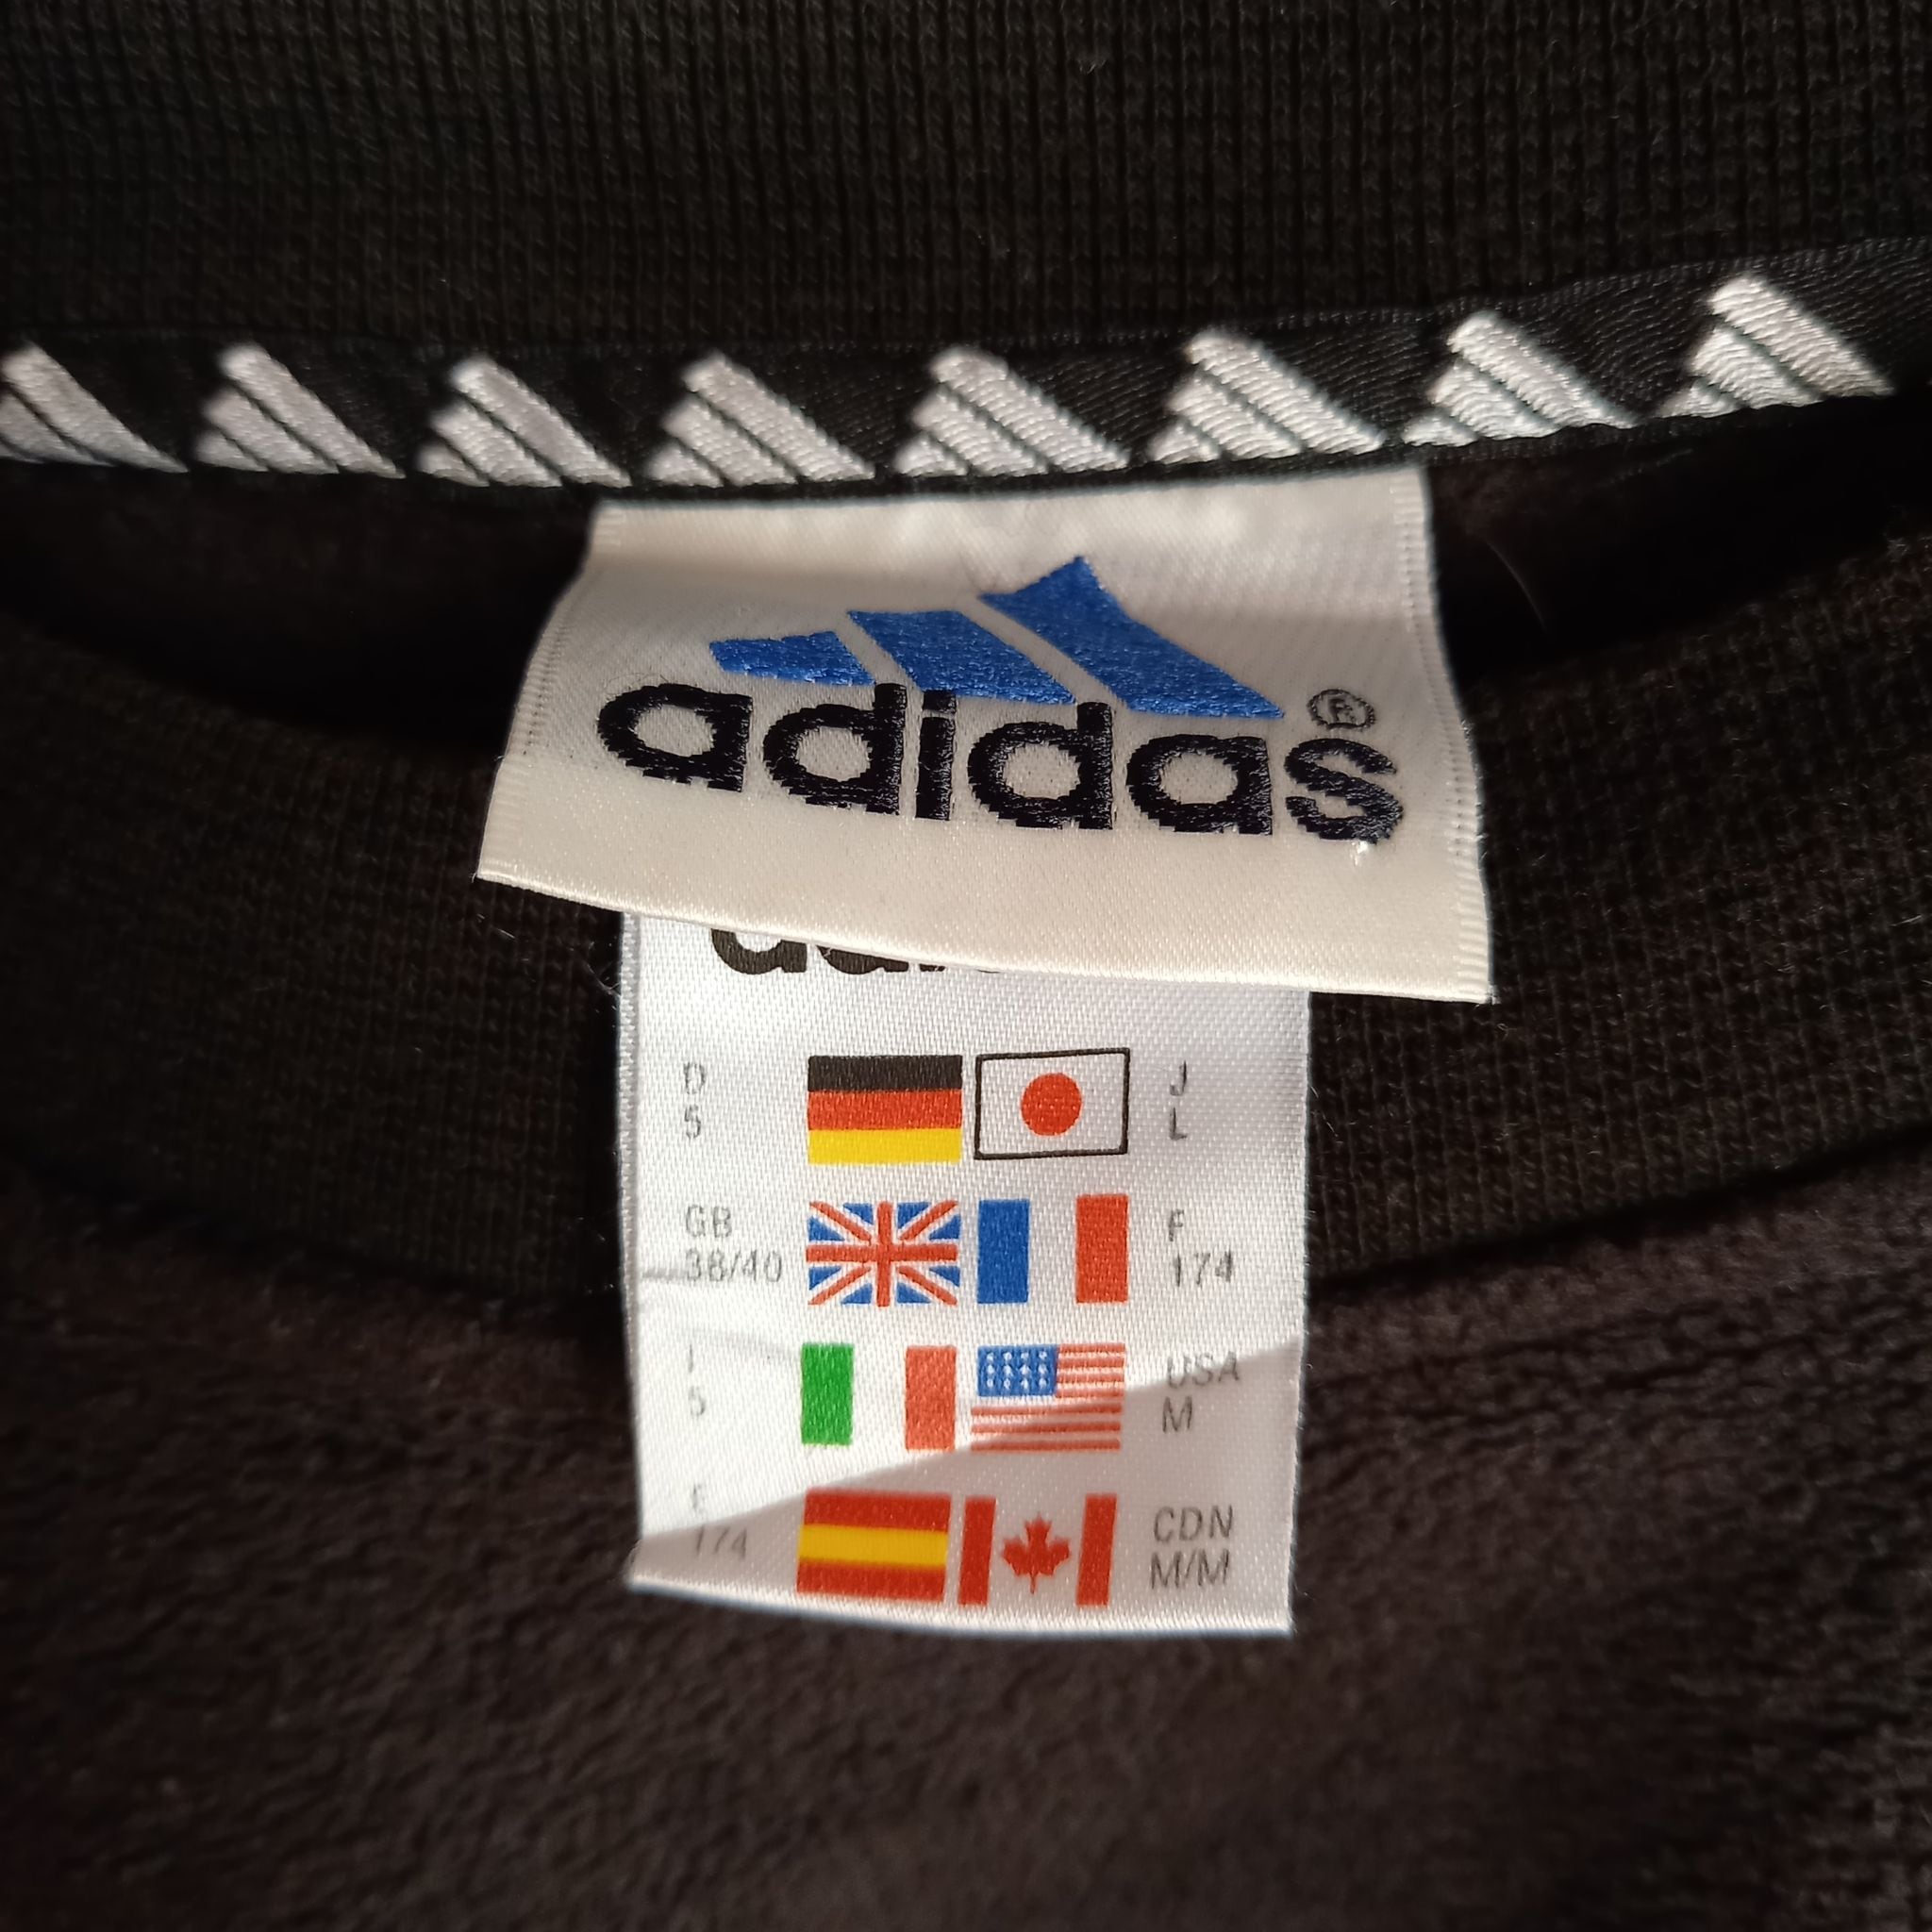 adidas®
D J
5 L
GB F
38/40 174
I USA
5 M
E CDN
174 M/M